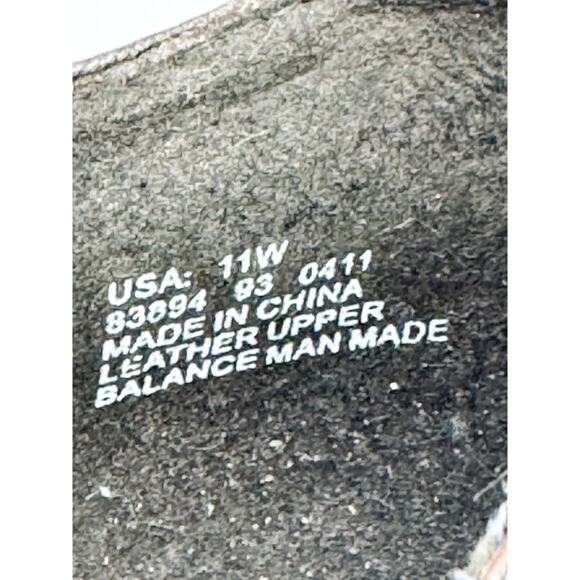 USA: 11W
83894 93 0411
MADE IN CHINA
LEATHER UPPER
BALANCE MAN MADE